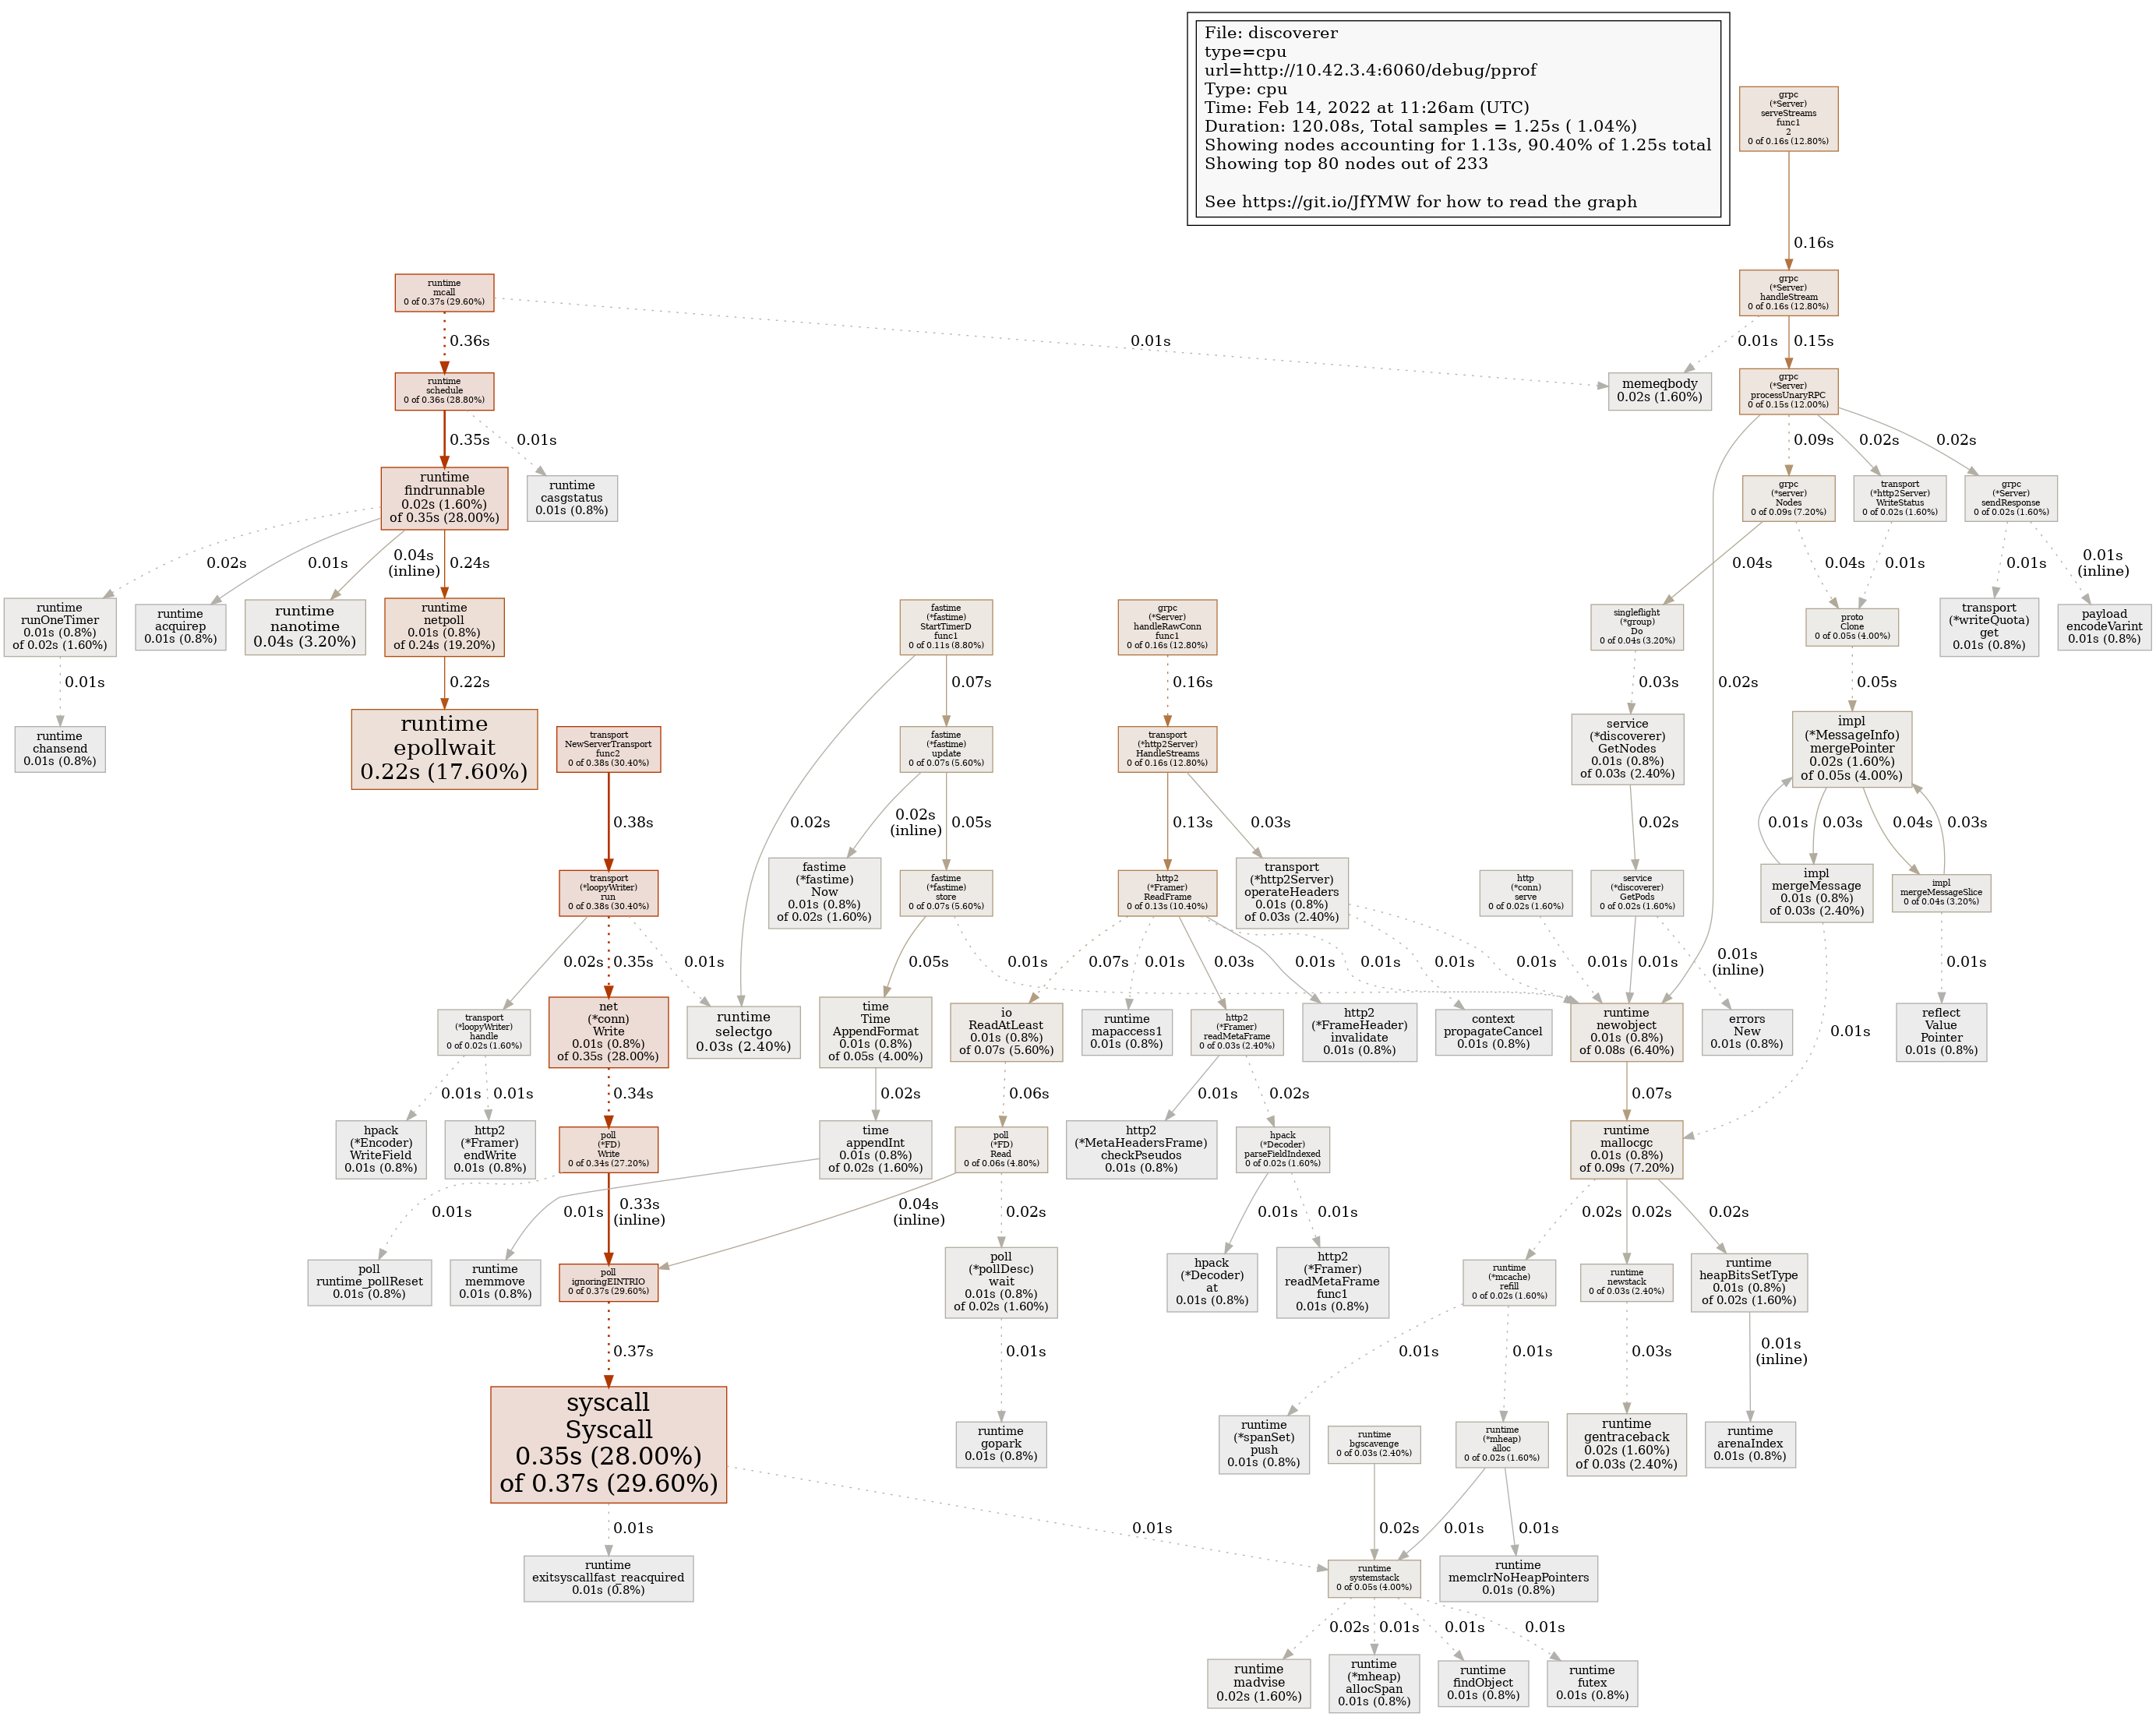 File: discoverer
type=cpu
url=http://10.42.3.4:6060/debug/pprof
Type: cpu
Time: Feb 14, 2022 at 11:26am (UTC)
Duration: 120.08s, Total samples = 1.25s ( 1.04%)
Showing nodes accounting for 1.13s, 90.40% of 1.25s total
Showing top 80 nodes out of 233
See https://git.io/JfYMW for how to read the graph
grpc
(*Server)
serveStreams
func1
2
0 of 0.16s (12.80%)
0.16s
runtime
mcall
0 of 0.37s (29.60%)
grpc
(*Server)
handleStream
0 of 0.16s (12.80%)
0.36s
0.01s
0.01s
0.15s
runtime
schedule
0 of 0.36s (28.80%)
memeqbody
0.02s (1.60%)
grpc
(*Server)
processUnaryRPC
0 of 0.15s (12.00%)
0.35s
0.01s
0.09s
0.02s
0.02s
runtime
findrunnable
0.02s (1.60%)
of 0.35s (28.00%)
runtime
casgstatus
0.01s (0.8%)
grpc
(*server)
Nodes
0 of 0.09s (7.20%)
transport
(*http2Server)
WriteStatus
0 of 0.02s (1.60%)
grpc
(*Server)
sendResponse
0 of 0.02s (1.60%)
0.02s
0.01s
0.04s
(inline)
0.24s
0.04s
0.04s
0.01s
0.01s
0.01s
(inline)
runtime
runOneTimer
0.01s (0.8%)
of 0.02s (1.60%)
runtime
acquirep
0.01s (0.8%)
runtime
nanotime
0.04s (3.20%)
runtime
netpoll
0.01s (0.8%)
of 0.24s (19.20%)
fastime
(*fastime)
StartTimerD
func1
0 of 0.11s (8.80%)
grpc
(*Server)
handleRawConn
func1
0 of 0.16s (12.80%)
singleflight
(*group)
Do
0 of 0.04s (3.20%)
proto
Clone
0 of 0.05s (4.00%)
transport
(*writeQuota)
get
0.01s (0.8%)
payload
encodeVarint
0.01s (0.8%)
0.01s
0.22s
0.07s
0.16s
0.03s
0.02s
0.05s
runtime
chansend
0.01s (0.8%)
runtime
epollwait
0.22s (17.60%)
transport
NewServerTransport
func2
0 of 0.38s (30.40%)
fastime
(*fastime)
update
0 of 0.07s (5.60%)
transport
(*http2Server)
HandleStreams
0 of 0.16s (12.80%)
service
(*discoverer)
GetNodes
0.01s (0.8%)
of 0.03s (2.40%)
impl
(*MessageInfo)
mergePointer
0.02s (1.60%)
of 0.05s (4.00%)
0.38s
0.02s
0.02s
(inline)
0.05s
0.13s
0.03s
0.02s
0.01s
0.03s
0.04s
0.03s
transport
(*loopyWriter)
run
0 of 0.38s (30.40%)
fastime
(*fastime)
Now
0.01s (0.8%)
of 0.02s (1.60%)
fastime
(*fastime)
store
0 of 0.07s (5.60%)
http2
(*Framer)
ReadFrame
0 of 0.13s (10.40%)
transport
(*http2Server)
operateHeaders
0.01s (0.8%)
of 0.03s (2.40%)
http
(*conn)
serve
0 of 0.02s (1.60%)
service
(*discoverer)
GetPods
0 of 0.02s (1.60%)
impl
mergeMessage
0.01s (0.8%)
of 0.03s (2.40%)
impl
mergeMessageSlice
0 of 0.04s (3.20%)
0.02s
0.35s
0.01s
0.05s
0.01s
0.07s
0.01s
0.03s
0.01s
0.01s
0.01s
0.01s
0.01s
0.01s
0.01s
(inline)
0.01s
0.01s
transport
(*loopyWriter)
handle
0 of 0.02s (1.60%)
net
(*conn)
Write
0.01s (0.8%)
of 0.35s (28.00%)
runtime
selectgo
0.03s (2.40%)
time
Time
AppendFormat
0.01s (0.8%)
of 0.05s (4.00%)
io
ReadAtLeast
0.01s (0.8%)
of 0.07s (5.60%)
runtime
mapaccess1
0.01s (0.8%)
http2
(*Framer)
readMetaFrame
0 of 0.03s (2.40%)
http2
(*FrameHeader)
invalidate
0.01s (0.8%)
context
propagateCancel
0.01s (0.8%)
runtime
newobject
0.01s (0.8%)
of 0.08s (6.40%)
errors
New
0.01s (0.8%)
reflect
Value
Pointer
0.01s (0.8%)
0.01s
0.01s
0.34s
0.02s
0.06s
0.01s
0.02s
0.07s
hpack
(*Encoder)
WriteField
0.01s (0.8%)
http2
(*Framer)
endWrite
0.01s (0.8%)
poll
(*FD)
Write
0 of 0.34s (27.20%)
time
appendInt
0.01s (0.8%)
of 0.02s (1.60%)
poll
(*FD)
Read
0 of 0.06s (4.80%)
http2
(*MetaHeadersFrame)
checkPseudos
0.01s (0.8%)
hpack
(*Decoder)
parseFieldIndexed
0 of 0.02s (1.60%)
runtime
mallocgc
0.01s (0.8%)
of 0.09s (7.20%)
0.01s
0.01s
0.33s
(inline)
0.04s
(inline)
0.02s
0.01s
0.01s
0.02s
0.02s
0.02s
poll
runtime_pollReset
0.01s (0.8%)
runtime
memmove
0.01s (0.8%)
poll
ignoringEINTRIO
0 of 0.37s (29.60%)
poll
(*pollDesc)
wait
0.01s (0.8%)
of 0.02s (1.60%)
hpack
(*Decoder)
at
0.01s (0.8%)
http2
(*Framer)
readMetaFrame
func1
0.01s (0.8%)
runtime
(*mcache)
refill
0 of 0.02s (1.60%)
runtime
newstack
0 of 0.03s (2.40%)
runtime
heapBitsSetType
0.01s (0.8%)
of 0.02s (1.60%)
0.37s
0.01s
0.01s
0.01s
0.03s
0.01s
(inline)
syscall
Syscall
0.35s (28.00%)
of 0.37s (29.60%)
runtime
gopark
0.01s (0.8%)
runtime
(*spanSet)
push
0.01s (0.8%)
runtime
bgscavenge
0 of 0.03s (2.40%)
runtime
(*mheap)
alloc
0 of 0.02s (1.60%)
runtime
gentraceback
0.02s (1.60%)
of 0.03s (2.40%)
runtime
arenaIndex
0.01s (0.8%)
0.01s
0.01s
0.02s
0.01s
0.01s
runtime
exitsyscallfast_reacquired
0.01s (0.8%)
runtime
systemstack
0 of 0.05s (4.00%)
runtime
memclrNoHeapPointers
0.01s (0.8%)
0.02s
0.01s
0.01s
0.01s
runtime
madvise
0.02s (1.60%)
runtime
(*mheap)
allocSpan
0.01s (0.8%)
runtime
findObject
0.01s (0.8%)
runtime
futex
0.01s (0.8%)